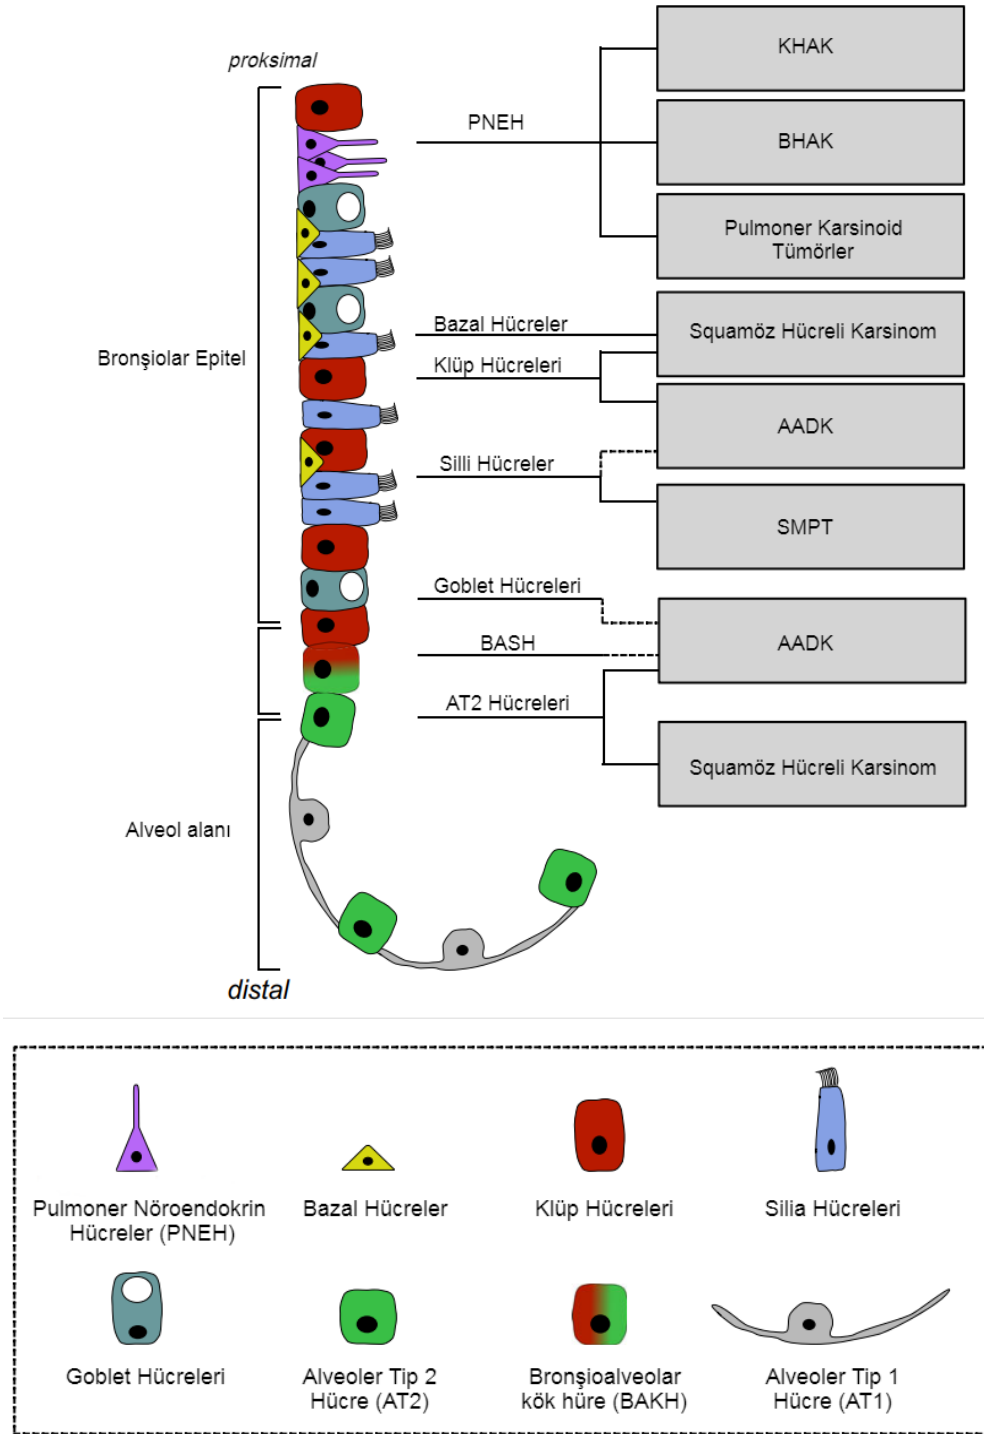 proksimal
KHAK
PNEH
BHAK
Pulmoner Karsinoid
Tümörler
Bazal Hücreler
Squamöz Hücreli Karsinom
Bronşiolar Epitel
Klüp Hücreleri
AADK
Silli Hücreler
SMPT
Goblet Hücreleri
BASH
AADK
AT2 Hücreleri
Squamöz Hücreli Karsinom
Alveol alanı
distal
Pulmoner Nöroendokrin
Hücreler (PNEH)
Bazal Hücreler
Klüp Hücreleri
Silia Hücreleri
Goblet Hücreleri
Alveoler Tip 2
Hücre (AT2)
Bronşioalveolar
kök hüre (BAKH)
Alveoler Tip 1
Hücre (AT1)